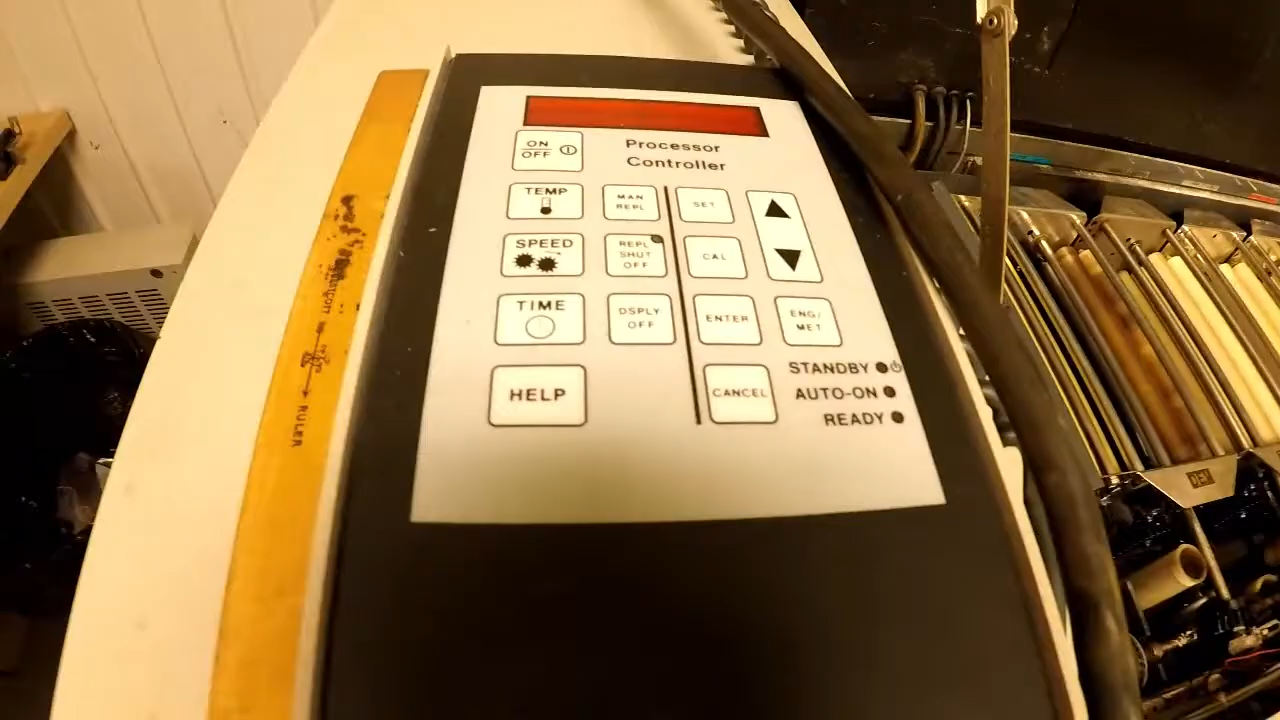 Processor
Controller
ON
OFF
TEMP
MAN
REPL
SET
SPEED
REPL
SHUT
OFF
CAL
TIME
DSPLY
OFF
ENTER
ENG/
MET
HELP
CANCEL
STANDBY
AUTO-ON
READY
RULER
DEV